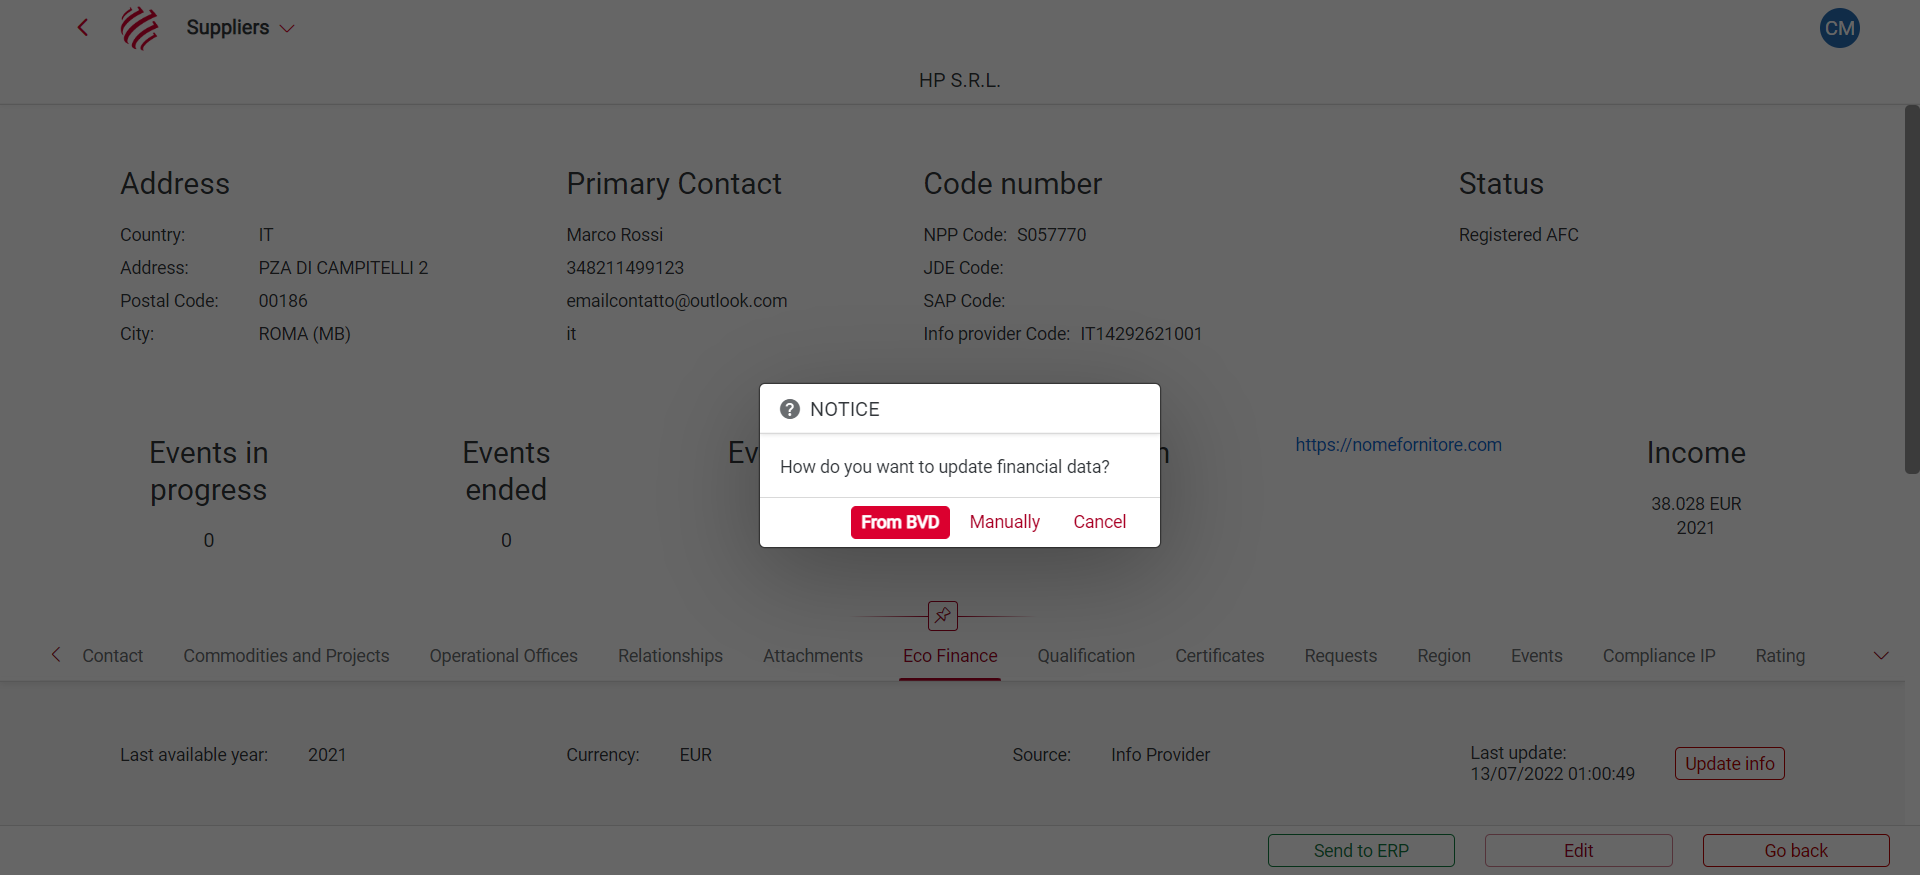 Suppliers
CM
HP S.R.L.
Address
Country: IT
Address: PZA DI CAMPITELLI 2
Postal Code: 00186
City: ROMA (MB)
Primary Contact
Marco Rossi
348211499123
emailcontatto@outlook.com
it
Code number
NPP Code: S057770
JDE Code:
SAP Code:
Info provider Code: IT14292621001
Status
Registered AFC
Events in
progress
0
Events
ended
0
Ev
https://nomefornitore.com
Income
38.028 EUR
2021
NOTICE
How do you want to update financial data?
From BVD Manually Cancel
Contact Commodities and Projects Operational Offices Relationships Attachments Eco Finance Qualification Certificates Requests Region Events Compliance IP Rating
Last available year: 2021
Currency: EUR
Source: Info Provider
Last update:
13/07/2022 01:00:49
Update info
Send to ERP Edit Go back